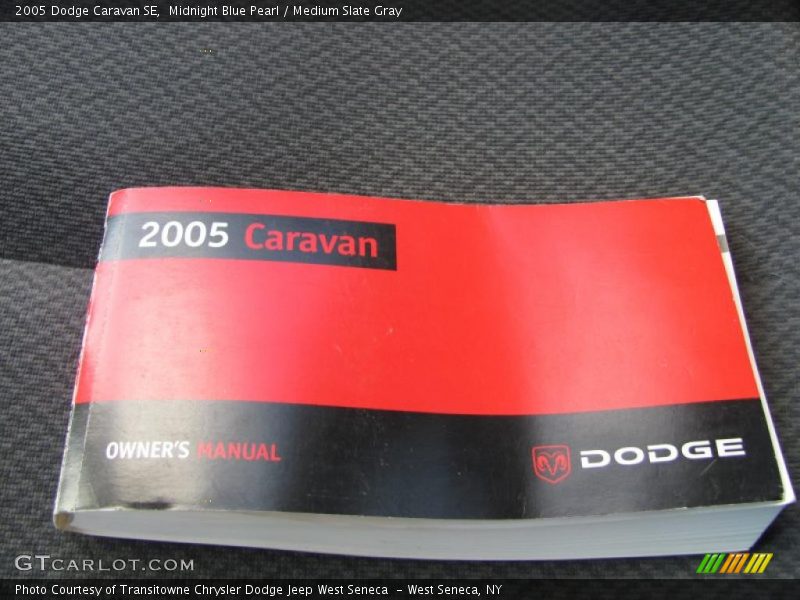 2005 Dodge Caravan SE,  Midnight Blue Pearl / Medium Slate Gray
2005 Caravan
OWNER'S MANUAL
DODGE
GTCARLOT.COM
Photo Courtesy of Transitowne Chrysler Dodge Jeep West Seneca  - West Seneca, NY